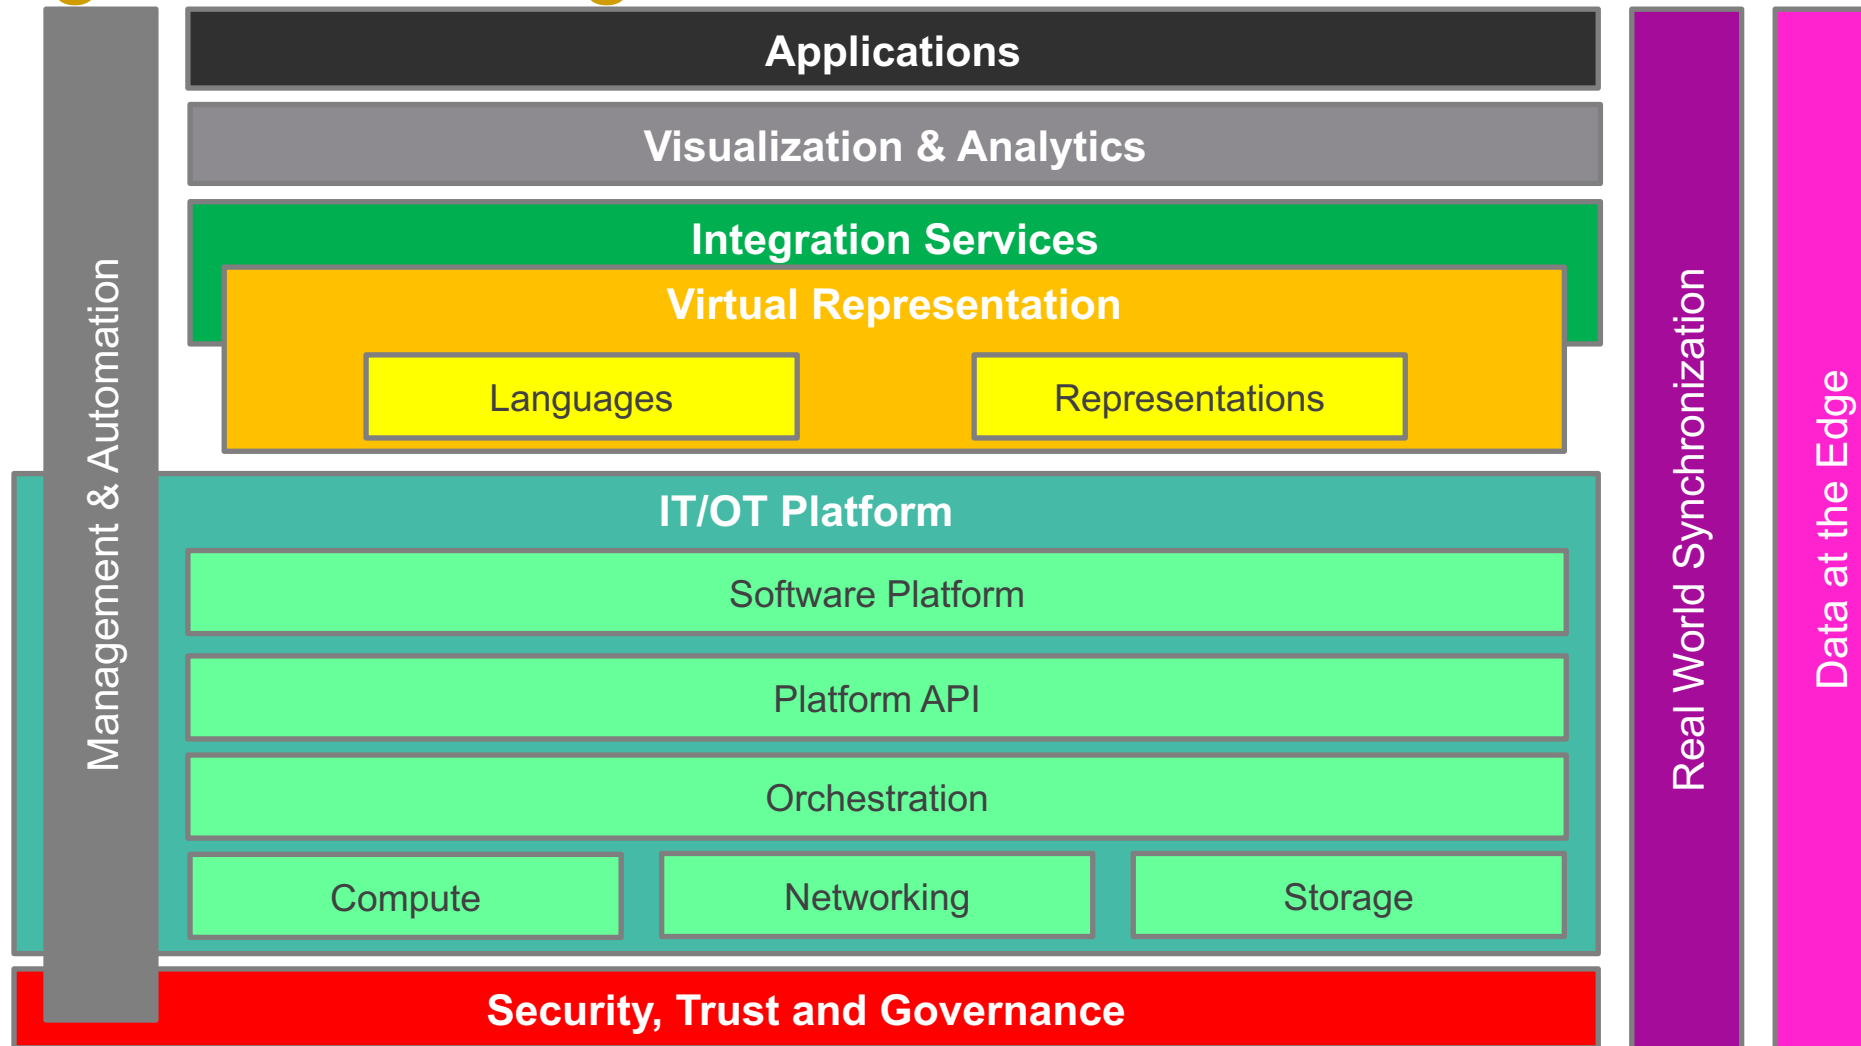 Applications
Visualization & Analytics
Integration Services
Virtual Representation
Languages
Representations
IT/OT Platform
Software Platform
Platform API
Orchestration
Compute
Networking
Storage
Security, Trust and Governance
Management & Automation
Real World Synchronization
Data at the Edge